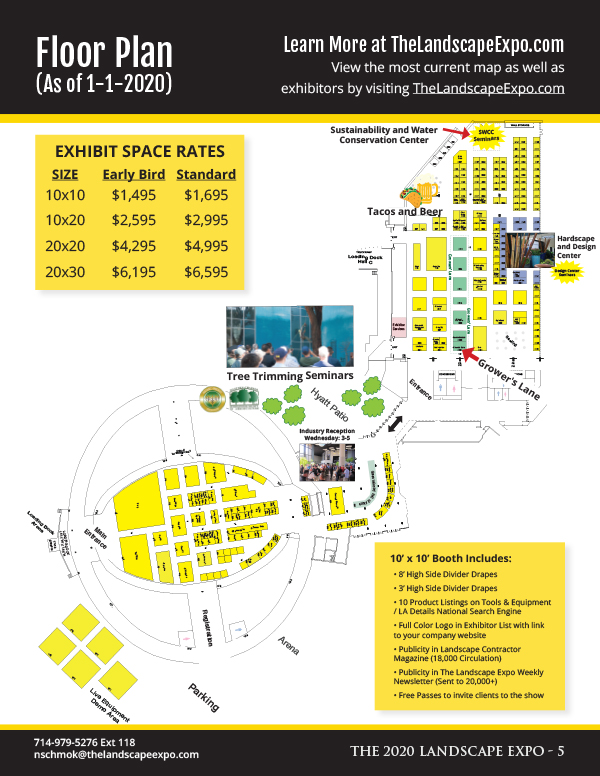 Floor Plan
(As of 1-1-2020)
Learn More at TheLandscapeExpo.com
View the most current map as well as
exhibitors by visiting TheLandscapeExpo.com
EXHIBIT SPACE RATES
SIZE Early Bird Standard
10x10 $1,495 $1,695
10x20 $2,595 $2,995
20x20 $4,295 $4,995
20x30 $6,195 $6,595
Sustainability and Water
Conservation Center
SWCC
Seminars
Tacos and Beer
Loading Dock
Hall C
Hardscape
and Design
Center
Design Center
Seminars
Grower's Lane
Entrance
Tree Trimming Seminars
Hyatt Patio
Industry Reception
Wednesday: 3-5
Loading Dock
Arena
Main
Entrance
Registration
Arena
Parking
Live Equipment
Demo Area
10' x 10' Booth Includes:
• 8' High Side Divider Drapes
• 3' High Side Divider Drapes
• 10 Product Listings on Tools & Equipment
/ LA Details National Search Engine
• Full Color Logo in Exhibitor List with link
to your company website
• Publicity in Landscape Contractor
Magazine (18,000 Circulation)
• Publicity in The Landscape Expo Weekly
Newsletter (Sent to 20,000+)
• Free Passes to invite clients to the show
714-979-5276 Ext 118
nschmok@thelandscapeexpo.com
THE 2020 LANDSCAPE EXPO - 5